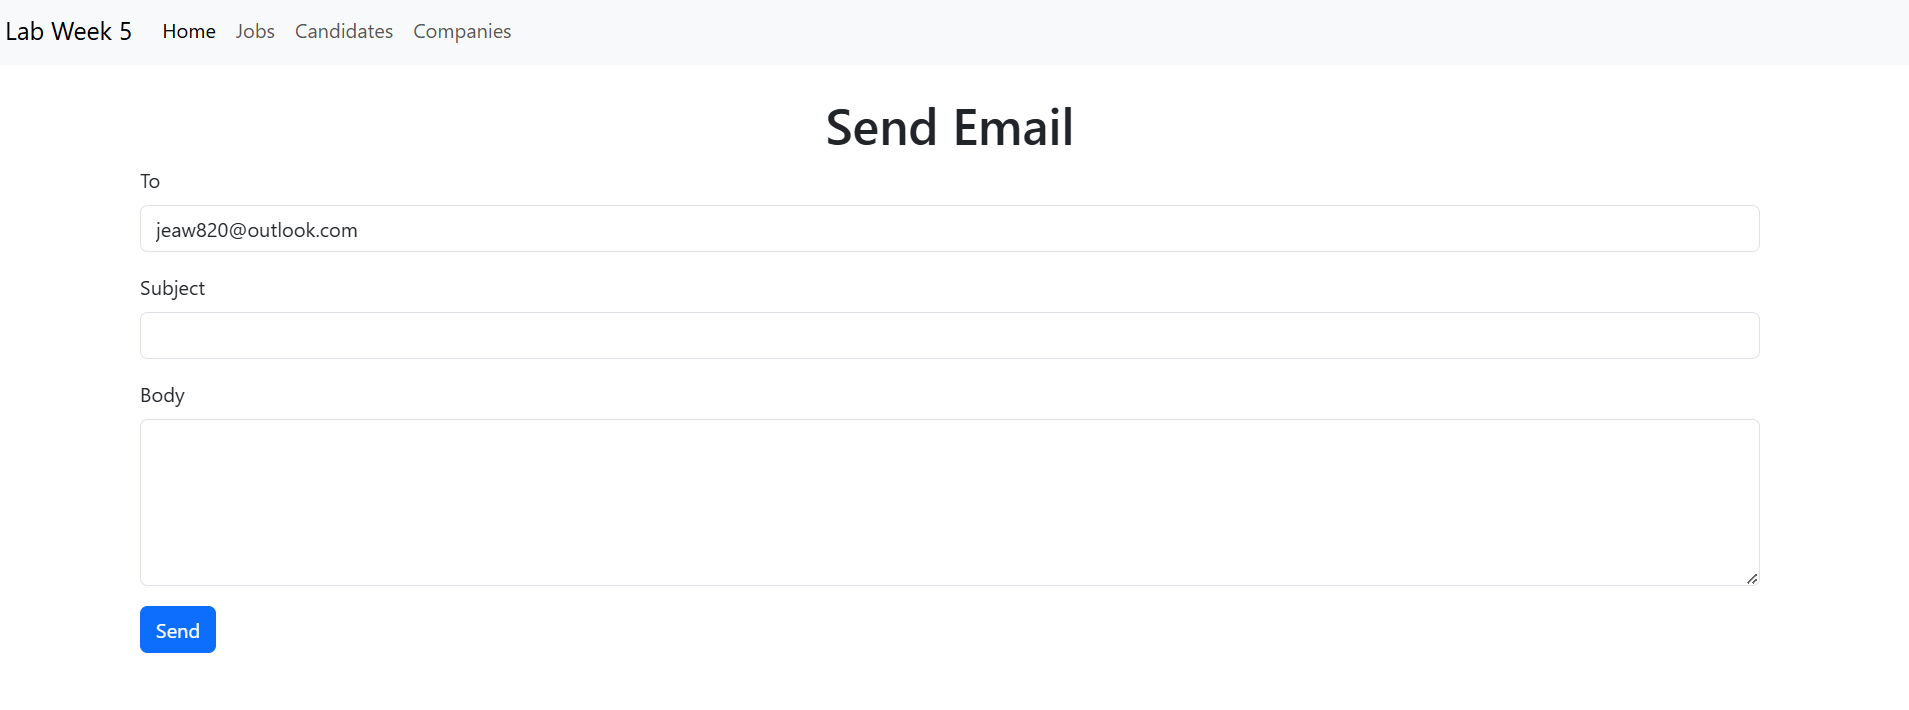 Lab Week 5 Home Jobs Candidates Companies
Send Email
To
jeaw820@outlook.com
Subject
Body
Send